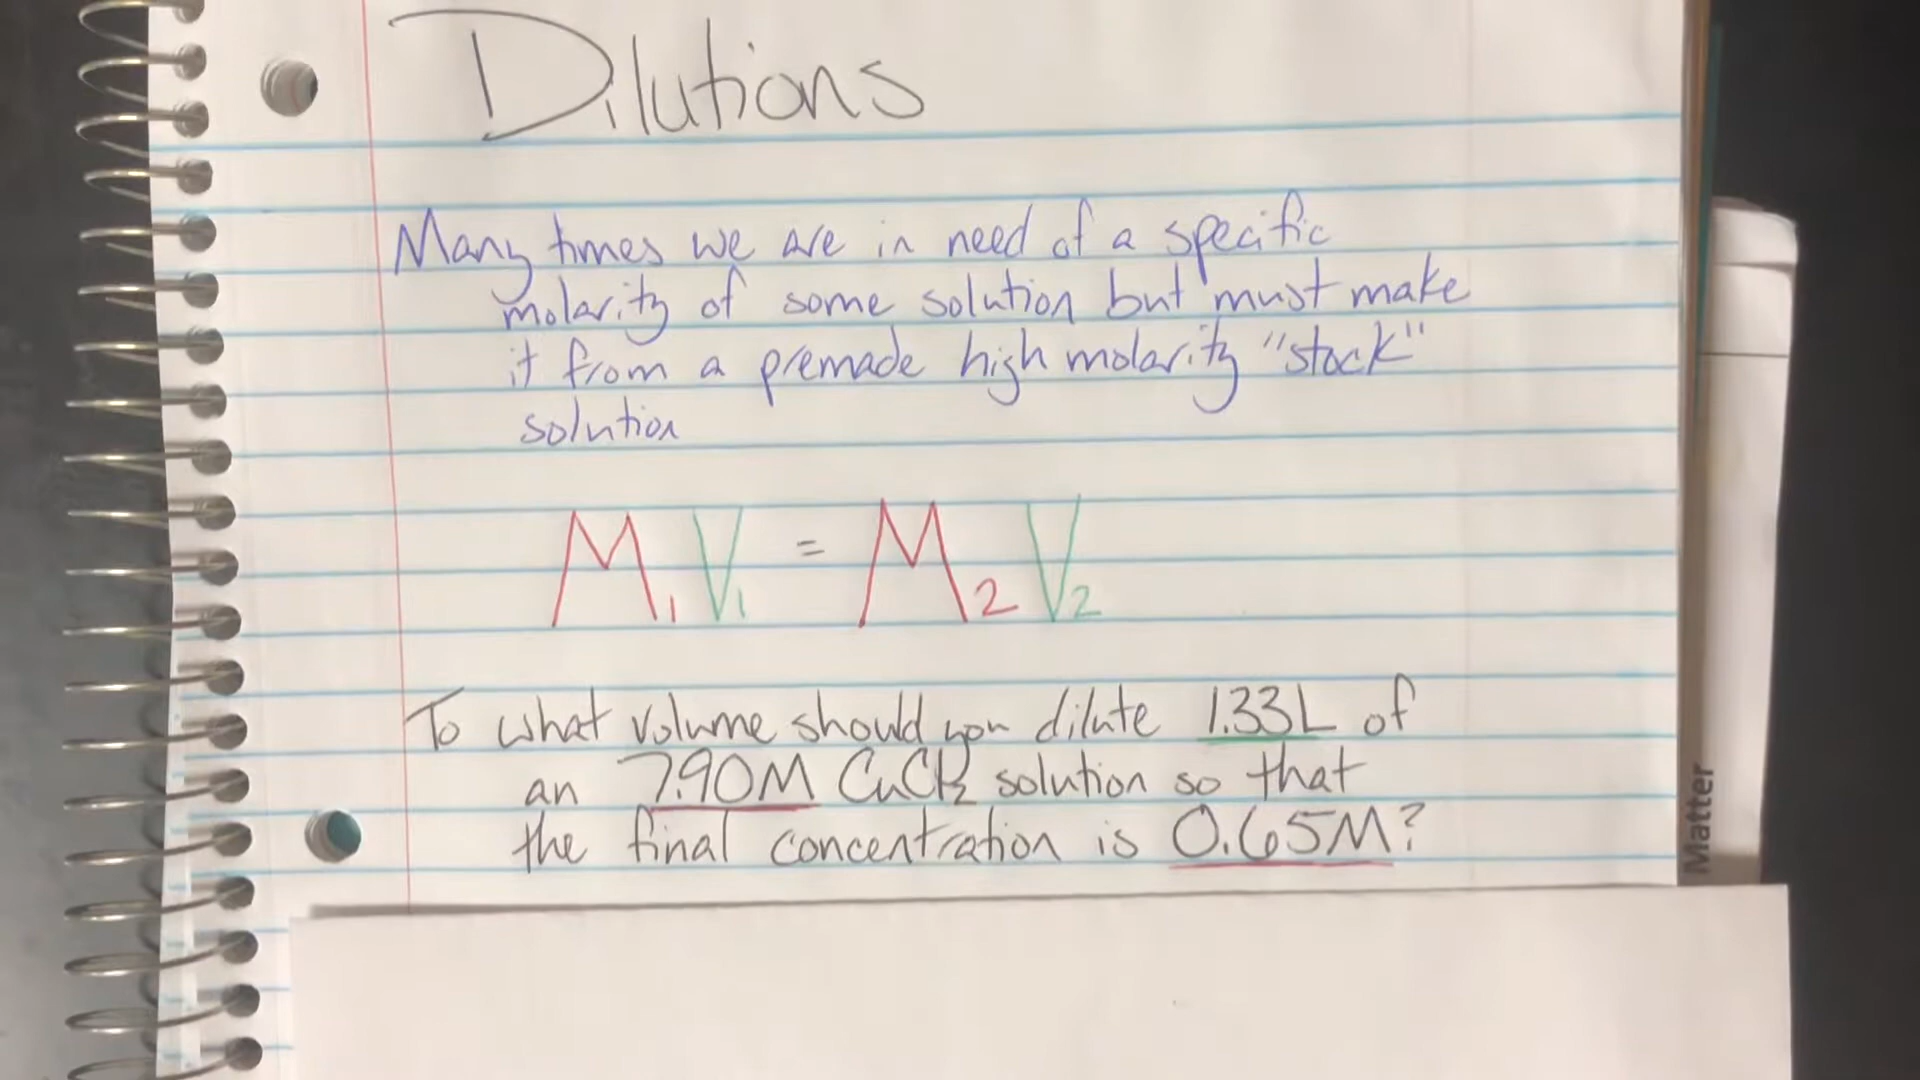 Dilutions
Many times we are in need of a specific
molarity of some solution but must make
it from a premade high molarity "stock"
solution
M₁V₁ = M₂V₂
To what volume should you dilute 1.33L of
an 7.90M CuCl₂ solution so that
the final concentration is 0.65M?
Matter